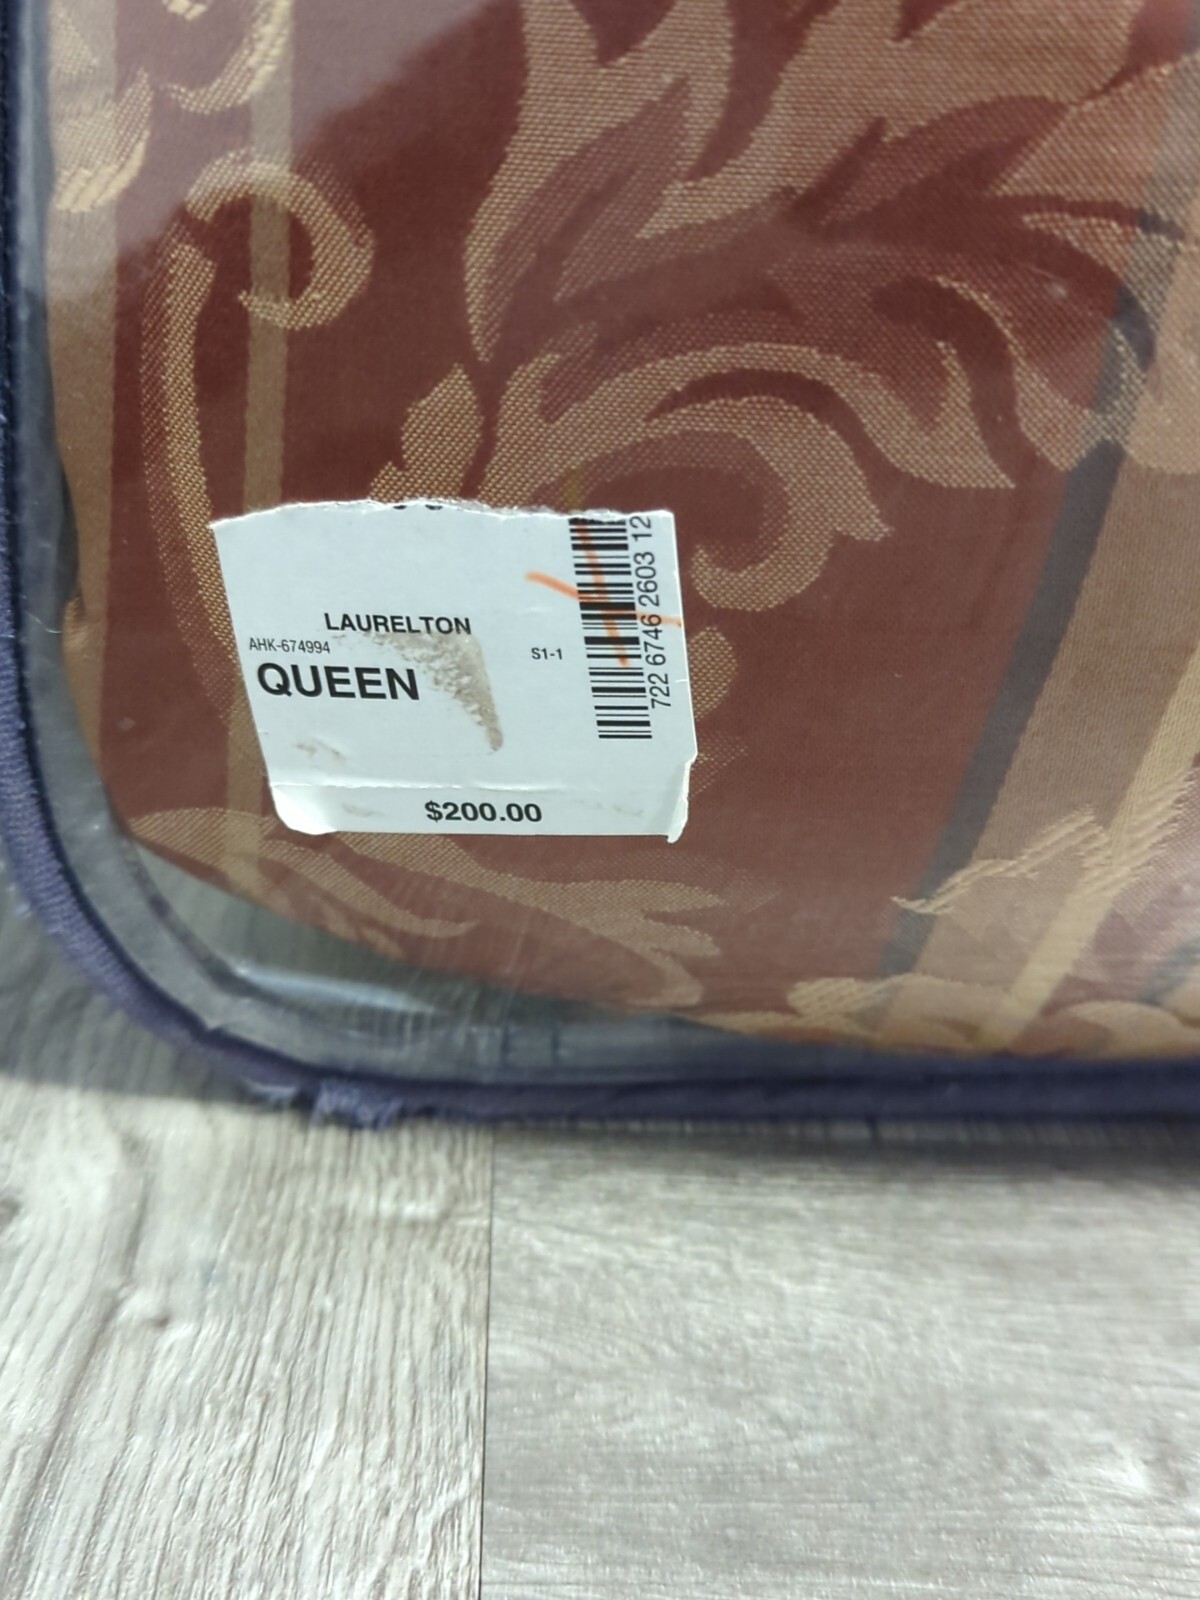 LAURELTON
AHK-674994
S1-1
QUEEN
722 6746 2603 12
$200.00